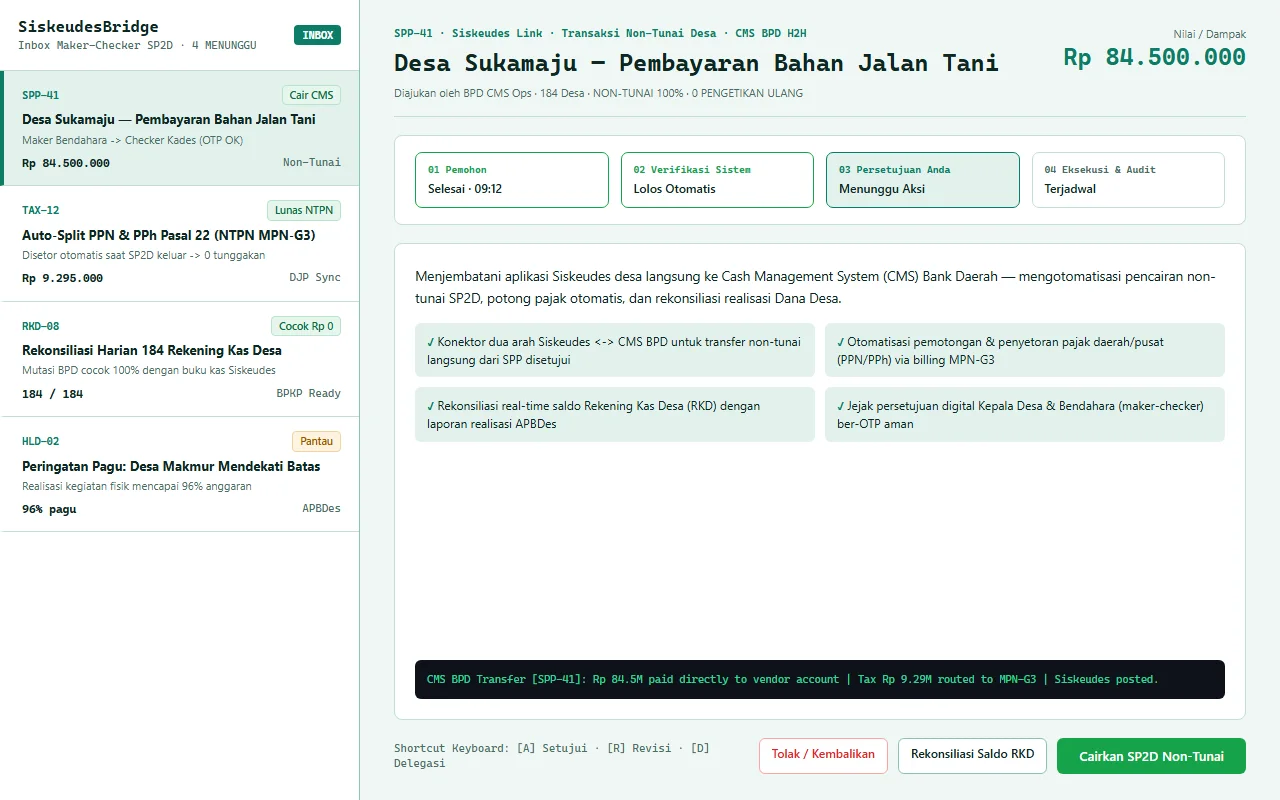 SiskeudesBridge
Inbox Maker-Checker SP2D · 4 MENUNGGU
INBOX
SPP-41
Cair CMS
Desa Sukamaju — Pembayaran Bahan Jalan Tani
Maker Bendahara -> Checker Kades (OTP OK)
Rp 84.500.000
Non-Tunai
TAX-12
Lunas NTPN
Auto-Split PPN & PPh Pasal 22 (NTPN MPN-G3)
Disetor otomatis saat SP2D keluar -> 0 tunggakan
Rp 9.295.000
DJP Sync
RKD-08
Cocok Rp 0
Rekonsiliasi Harian 184 Rekening Kas Desa
Mutasi BPD cocok 100% dengan buku kas Siskeudes
184 / 184
BPKP Ready
HLD-02
Pantau
Peringatan Pagu: Desa Makmur Mendekati Batas
Realisasi kegiatan fisik mencapai 96% anggaran
96% pagu
APBDes
SPP-41 · Siskeudes Link · Transaksi Non-Tunai Desa · CMS BPD H2H
Desa Sukamaju — Pembayaran Bahan Jalan Tani
Diajukan oleh BPD CMS Ops · 184 Desa · NON-TUNAI 100% · 0 PENGETIKAN ULANG
Nilai / Dampak
Rp 84.500.000
01 Pemohon
Selesai · 09:12
02 Verifikasi Sistem
Lolos Otomatis
03 Persetujuan Anda
Menunggu Aksi
04 Eksekusi & Audit
Terjadwal
Menjembatani aplikasi Siskeudes desa langsung ke Cash Management System (CMS) Bank Daerah — mengotomatisasi pencairan non-
tunai SP2D, potong pajak otomatis, dan rekonsiliasi realisasi Dana Desa.
✓ Konektor dua arah Siskeudes <-> CMS BPD untuk transfer non-tunai
langsung dari SPP disetujui
✓ Otomatisasi pemotongan & penyetoran pajak daerah/pusat
(PPN/PPh) via billing MPN-G3
✓ Rekonsiliasi real-time saldo Rekening Kas Desa (RKD) dengan
laporan realisasi APBDes
✓ Jejak persetujuan digital Kepala Desa & Bendahara (maker-checker)
ber-OTP aman
CMS BPD Transfer [SPP-41]: Rp 84.5M paid directly to vendor account | Tax Rp 9.29M routed to MPN-G3 | Siskeudes posted.
Shortcut Keyboard: [A] Setujui · [R] Revisi · [D]
Delegasi
Tolak / Kembalikan
Rekonsiliasi Saldo RKD
Cairkan SP2D Non-Tunai